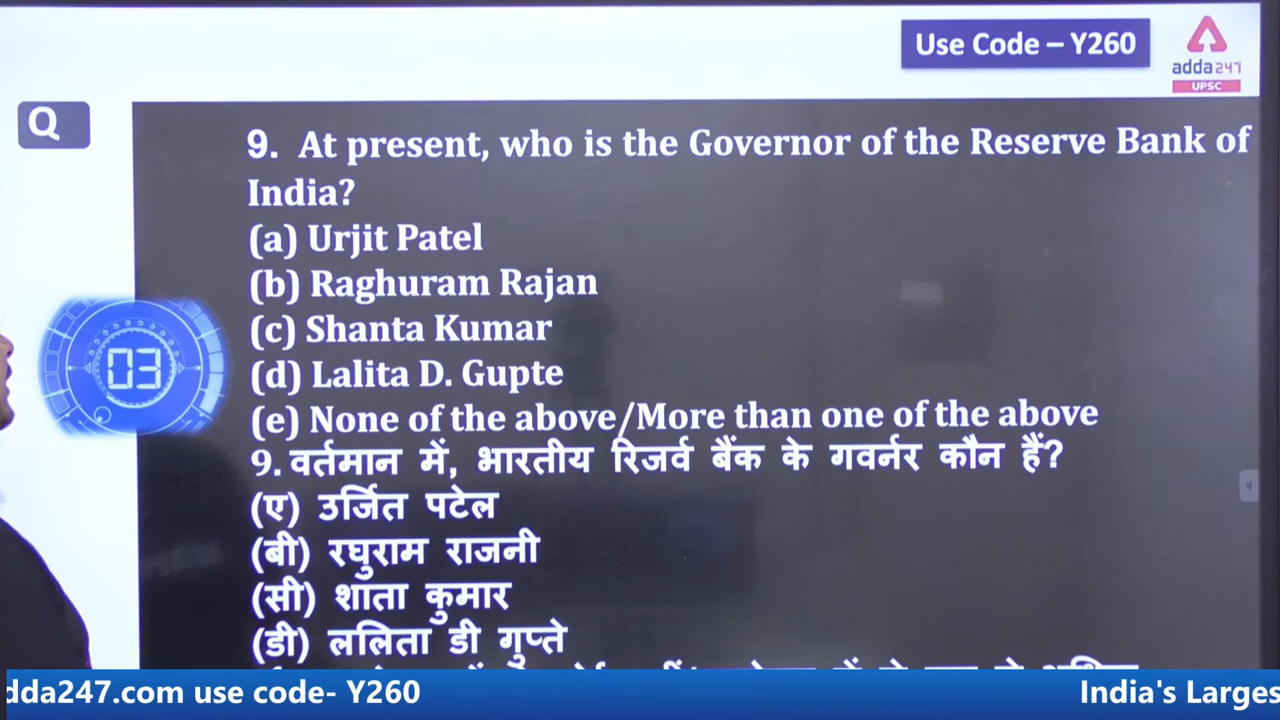 Use Code – Y260
adda247
UPSC
Q
9. At present, who is the Governor of the Reserve Bank of
India?
(a) Urjit Patel
(b) Raghuram Rajan
(c) Shanta Kumar
(d) Lalita D. Gupte
(e) None of the above/More than one of the above
03
9. वर्तमान में, भारतीय रिजर्व बैंक के गवर्नर कौन हैं?
(ए) उर्जित पटेल
(बी) रघुराम राजनी
(सी) शांता कुमार
(डी) ललिता डी गुप्ते
dda247.com use code- Y260
India's Larges